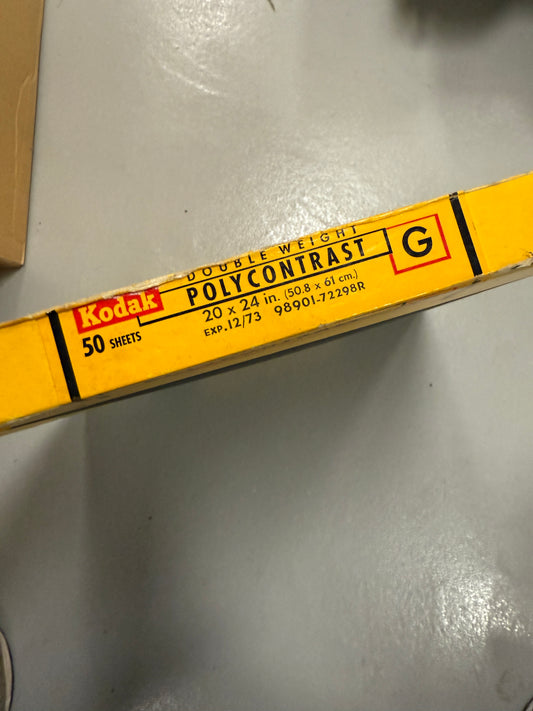 DOUBLE WEIGHT
Kodak POLYCONTRAST G
50 SHEETS 20 x 24 in. (50.8 x 61 cm.)
EXP. 12/73 98901-72298R